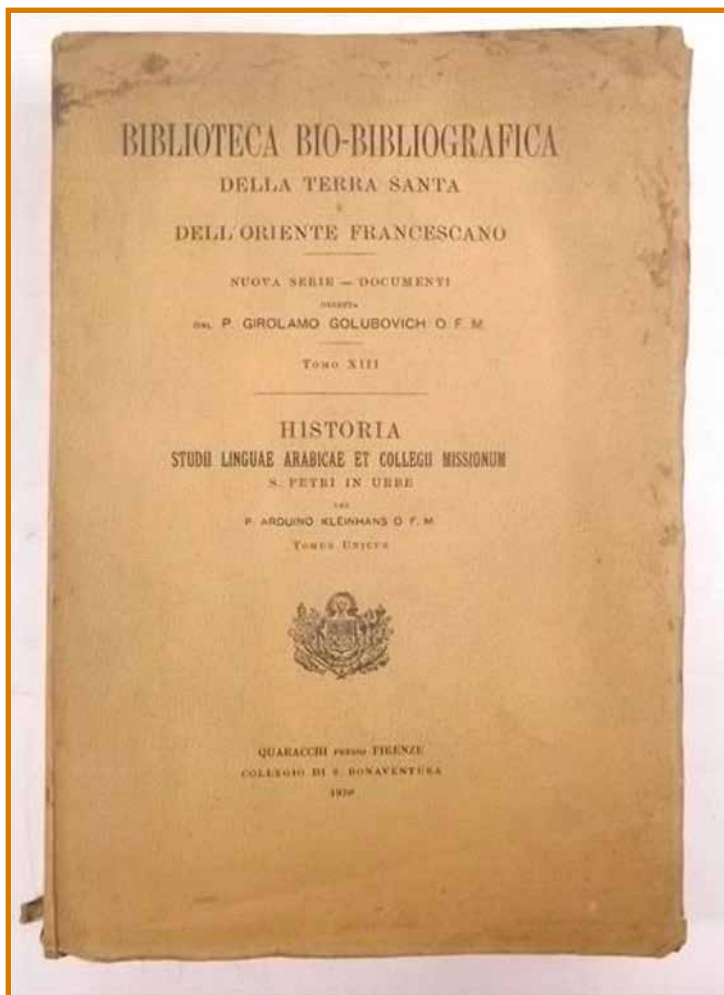 BIBLIOTECA BIO-BIBLIOGRAFICA
DELLA TERRA SANTA
E
DELL'ORIENTE FRANCESCANO
NUOVA SERIE — DOCUMENTI
DIRETTA
DAL P. GIROLAMO GOLUBOVICH O. F. M.
TOMO XIII
HISTORIA
STUDII LINGUAE ARABICAE ET COLLEGII MISSIONUM
S. PETRI IN URBE
P. ARDUINO KLEINHANS O. F. M.
TOMUS UNICUS
QUARACCHI PRESSO FIRENZE
COLLEGIO DI S. BONAVENTURA
1930